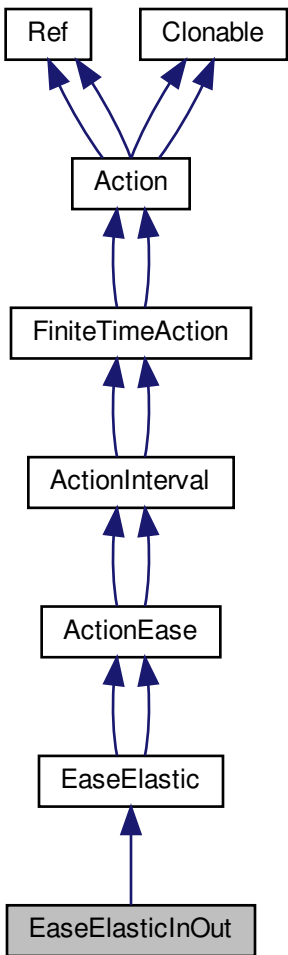 Ref
Clonable
Action
FiniteTimeAction
ActionInterval
ActionEase
EaseElastic
EaseElasticInOut